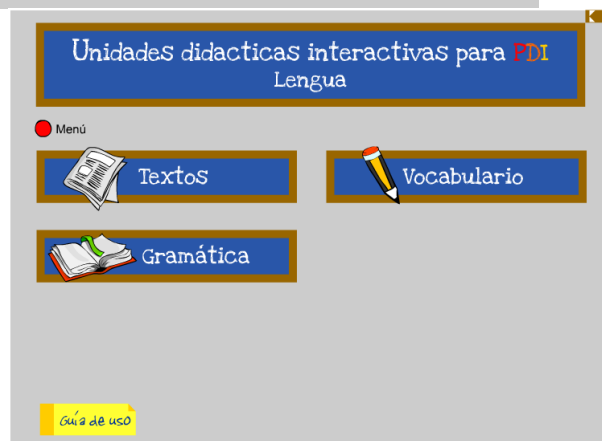 Unidades didacticas interactivas para PDI
Lengua
Menú
Textos
Vocabulario
Gramática
Guía de uso